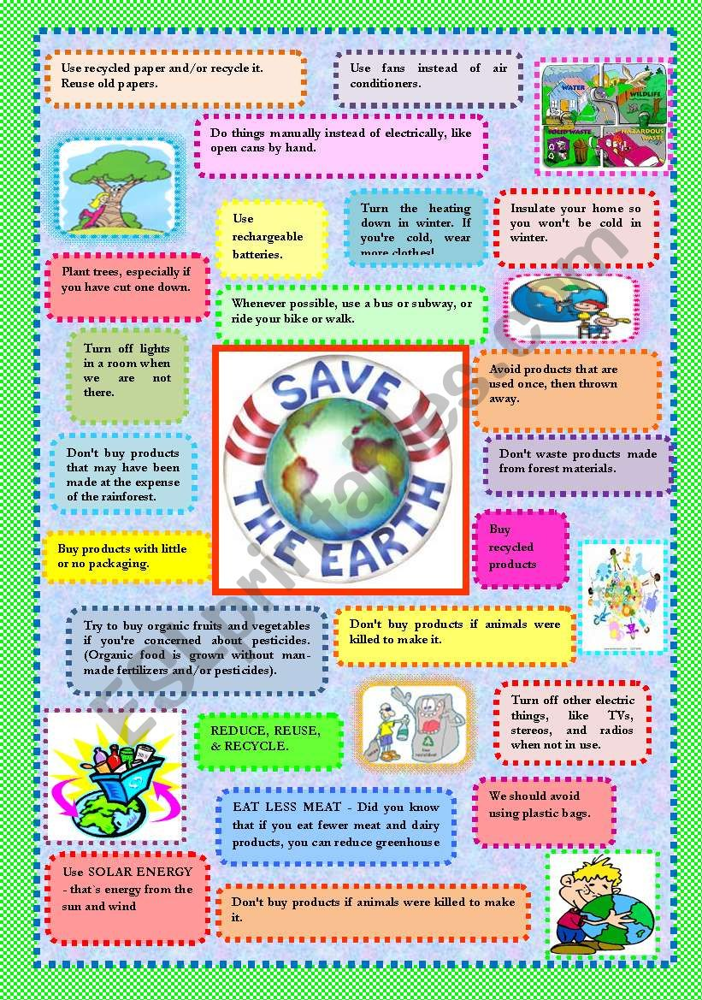 Use recycled paper and/or recycle it.
Reuse old papers.
Use fans instead of air
conditioners.
WATER
WILDLIFE
SOLID WASTE
HAZARDOUS
WASTE
Do things manually instead of electrically, like
open cans by hand.
Use
rechargeable
batteries.
Turn the heating
down in winter. If
you're cold, wear
more clothes!
Insulate your home so
you won't be cold in
winter.
Plant trees, especially if
you have cut one down.
Whenever possible, use a bus or subway, or
ride your bike or walk.
Turn off lights
in a room when
we are not
there.
SAVE
THE EARTH
Avoid products that are
used once, then thrown
away.
Don't buy products
that may have been
made at the expense
of the rainforest.
Don't waste products made
from forest materials.
Buy products with little
or no packaging.
Buy
recycled
products
Try to buy organic fruits and vegetables
if you're concerned about pesticides.
(Organic food is grown without man-
made fertilizers and/or pesticides).
Don't buy products if animals were
killed to make it.
REDUCE, REUSE,
& RECYCLE.
Turn off other electric
things, like TVs,
stereos, and radios
when not in use.
EAT LESS MEAT - Did you know
that if you eat fewer meat and dairy
products, you can reduce greenhouse
We should avoid
using plastic bags.
Use SOLAR ENERGY
- that`s energy from the
sun and wind
Don't buy products if animals were killed to make
it.
ESLprintables.com